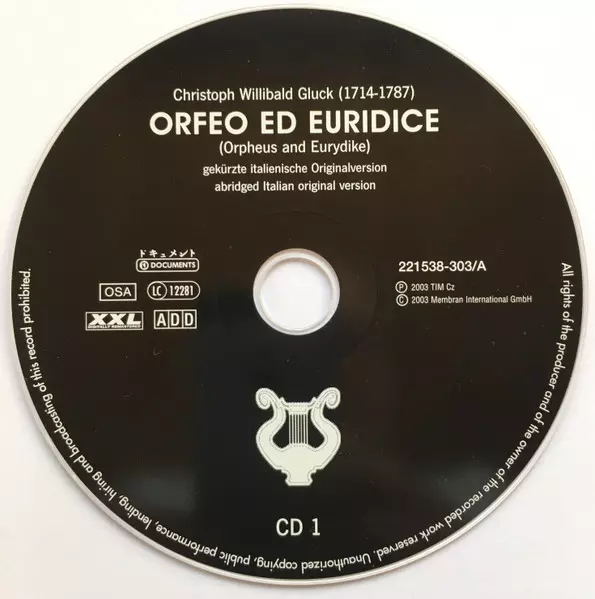 Christoph Willibald Gluck (1714-1787)
ORFEO ED EURIDICE
(Orpheus and Eurydike)
gekürzte italienische Originalversion
abridged Italian original version
ドキュメント
DOCUMENTS
OSA
LC 12281
XXL
DIGITALLY REMASTERED
ADD
221538-303/A
Ⓟ 2003 TIM Cz
© 2003 Membran International GmbH
CD 1
All rights of the producer and of the owner of the recorded work reserved. Unauthorized copying, public performance, lending, hiring and broadcasting of this record prohibited.